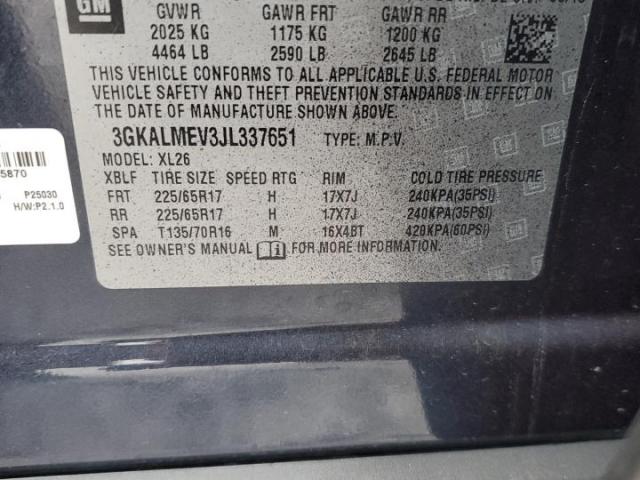 GM
GVWR GAWR FRT GAWR RR
2025 KG 1175 KG 1200 KG
4464 LB 2590 LB 2645 LB
THIS VEHICLE CONFORMS TO ALL APPLICABLE U.S. FEDERAL MOTOR
VEHICLE SAFETY AND THEFT PREVENTION STANDARDS IN EFFECT ON
THE DATE OF MANUFACTURE SHOWN ABOVE.
3GKALMEV3JL337651 TYPE: M.P.V.
MODEL: XL26
XBLF TIRE SIZE SPEED RTG RIM COLD TIRE PRESSURE
FRT 225/65R17 H 17X7J 240KPA(35PSI)
RR 225/65R17 H 17X7J 240KPA(35PSI)
SPA T135/70R16 M 16X4BT 420KPA(60PSI)
SEE OWNER'S MANUAL FOR MORE INFORMATION.
5870
P25030
H/W:P2.1.0